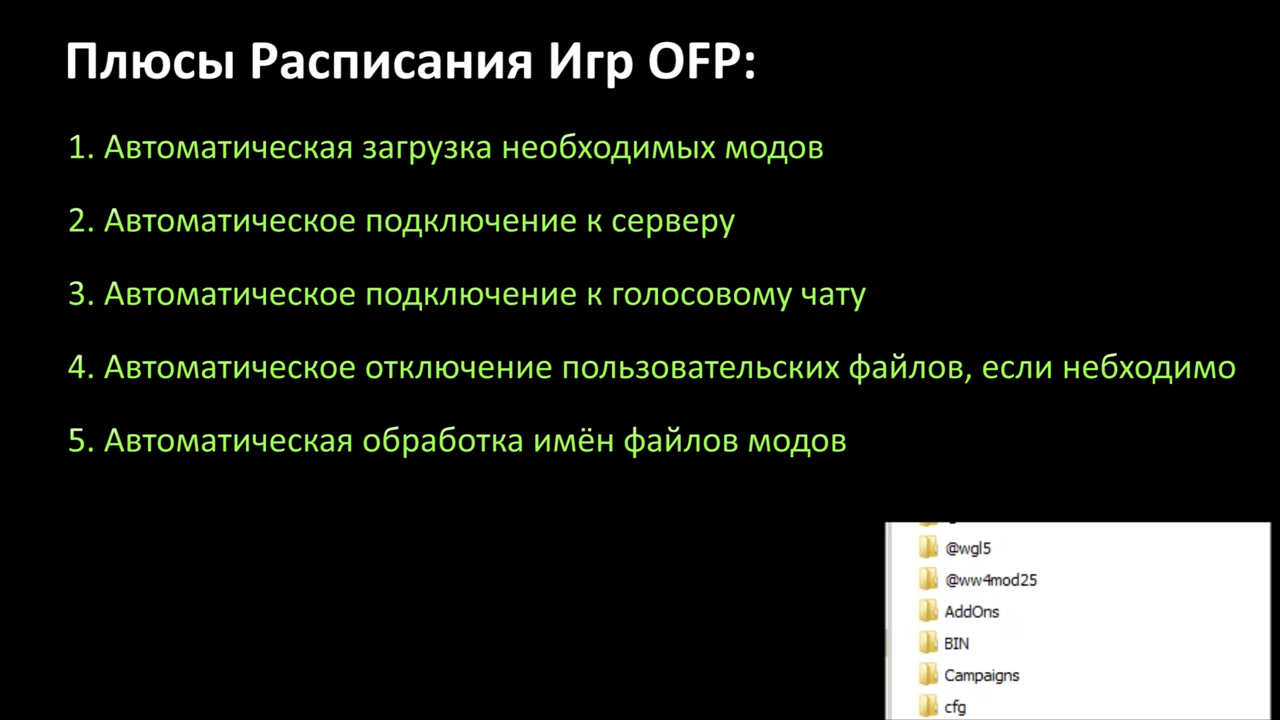 Плюсы Расписания Игр OFP:
1. Автоматическая загрузка необходимых модов
2. Автоматическое подключение к серверу
3. Автоматическое подключение к голосовому чату
4. Автоматическое отключение пользовательских файлов, если небходимо
5. Автоматическая обработка имён файлов модов
@wgl5
@ww4mod25
AddOns
BIN
Campaigns
cfg